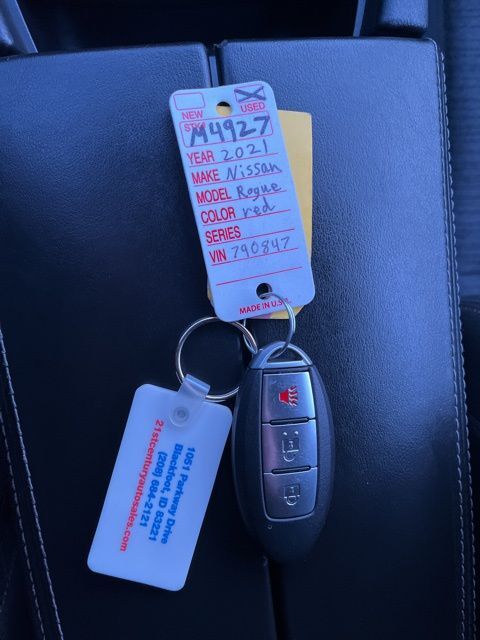 NEW USED
STK# M4927
YEAR 2021
MAKE Nissan
MODEL Rogue
COLOR red
SERIES
VIN 790847
MADE IN U.S.A.
1051 Parkway Drive
Blackfoot, ID 83221
(208) 684-2121
21stcenturyautosales.com